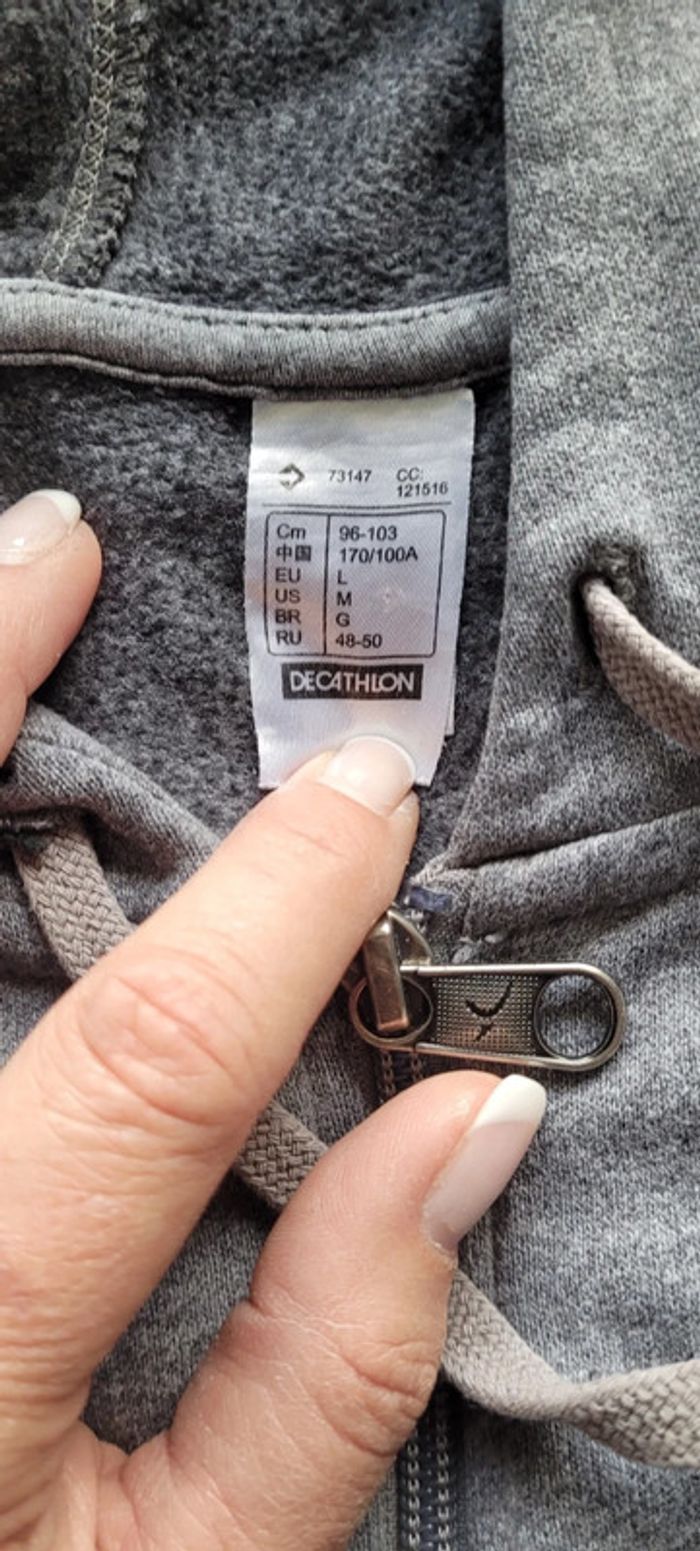 73147 CC:
121516
Cm 96-103
中国 170/100A
EU L
US M
BR G
RU 48-50
DECATHLON